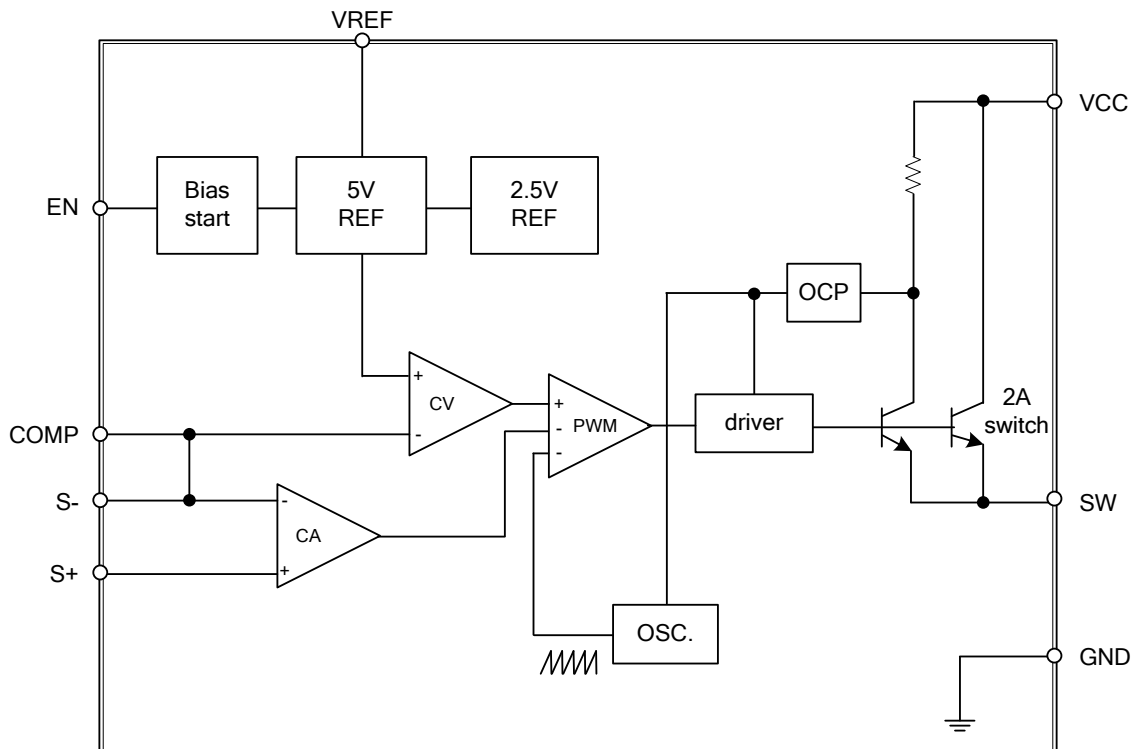 VREF
VCC
EN
Bias
start
5V
REF
2.5V
REF
OCP
+
CV
-
COMP
+
-
-
PWM
driver
2A
switch
S-
-
CA
+
S+
SW
OSC.
GND